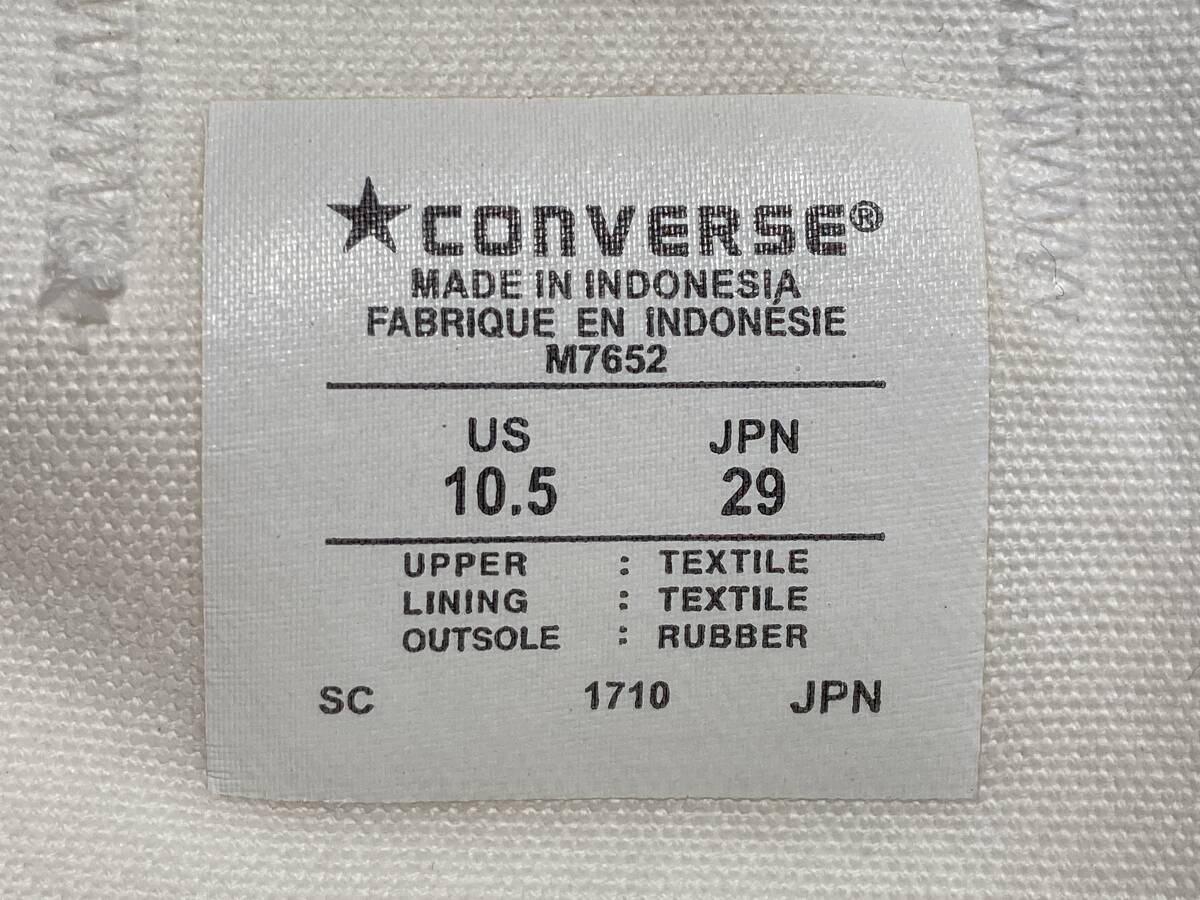 ★CONVERSE®
MADE IN INDONESIA
FABRIQUE EN INDONÉSIE
M7652
US JPN
10.5 29
UPPER : TEXTILE
LINING : TEXTILE
OUTSOLE : RUBBER
SC 1710 JPN